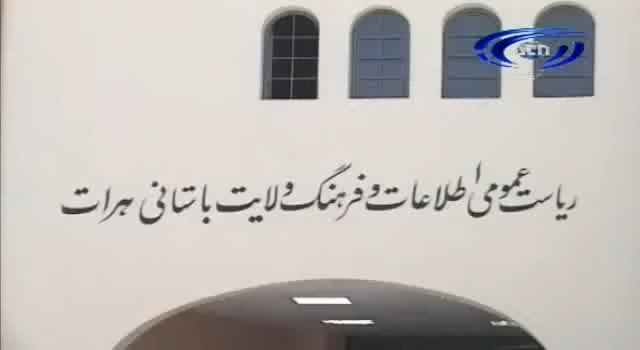 ریاست عمومی اطلاعات و فرهنگ ولایت باستانی هرات